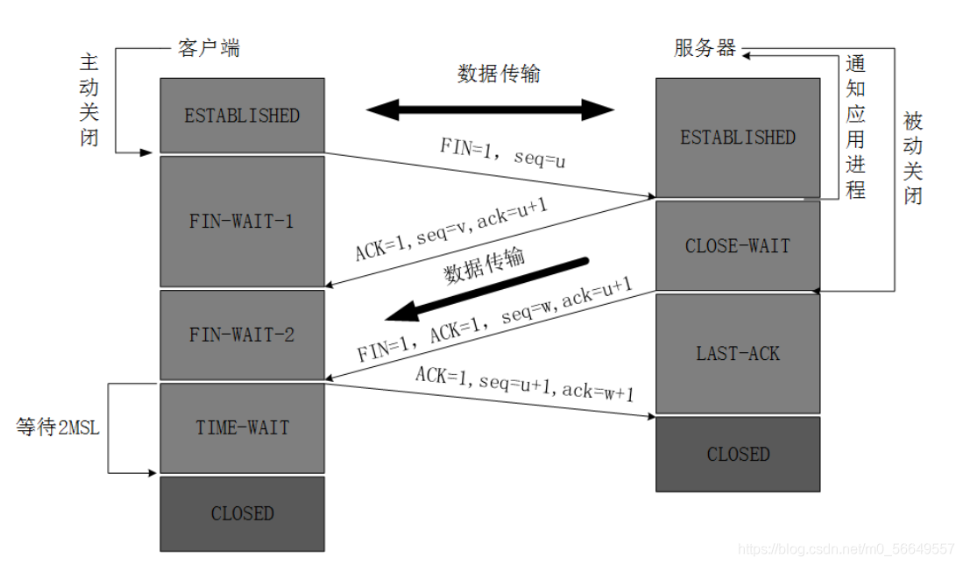 客户端
服务器
主动关闭
数据传输
通知应用进程
被动关闭
ESTABLISHED
ESTABLISHED
FIN=1, seq=u
FIN-WAIT-1
ACK=1,seq=v,ack=u+1
CLOSE-WAIT
数据传输
FIN=1, ACK=1, seq=w,ack=u+1
FIN-WAIT-2
LAST-ACK
ACK=1,seq=u+1,ack=w+1
等待2MSL
TIME-WAIT
CLOSED
CLOSED
https://blog.csdn.net/m0_56649557